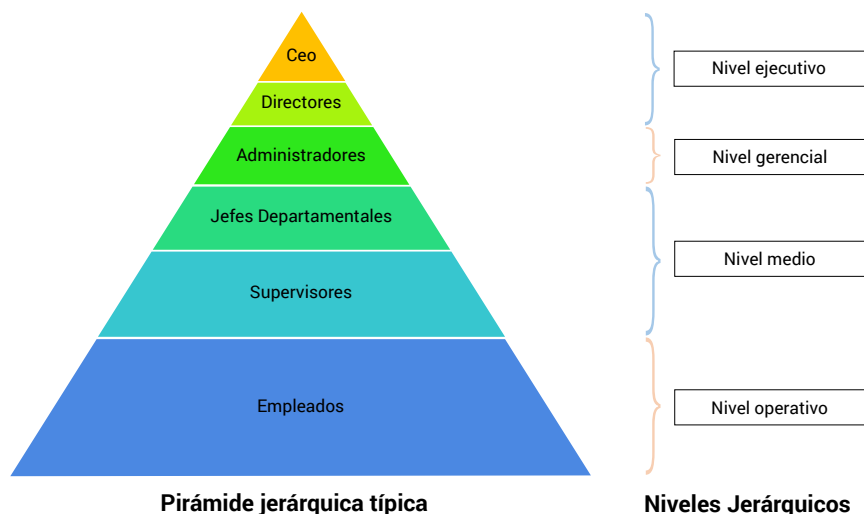 Ceo
Directores
Administradores
Jefes Departamentales
Supervisores
Empleados
Pirámide jerárquica típica
Nivel ejecutivo
Nivel gerencial
Nivel medio
Nivel operativo
Niveles Jerárquicos